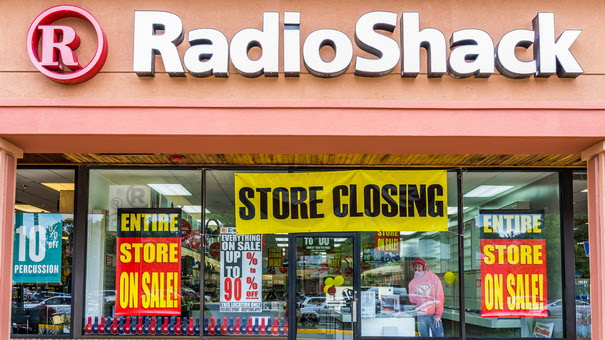 R
RadioShack
STORE CLOSING
10% OFF
PERCUSSION
ENTIRE
STORE
ON SALE!
EVERYTHING
ON SALE
UP TO
90% OFF
TO
ENTIRE
STORE
ON SALE!